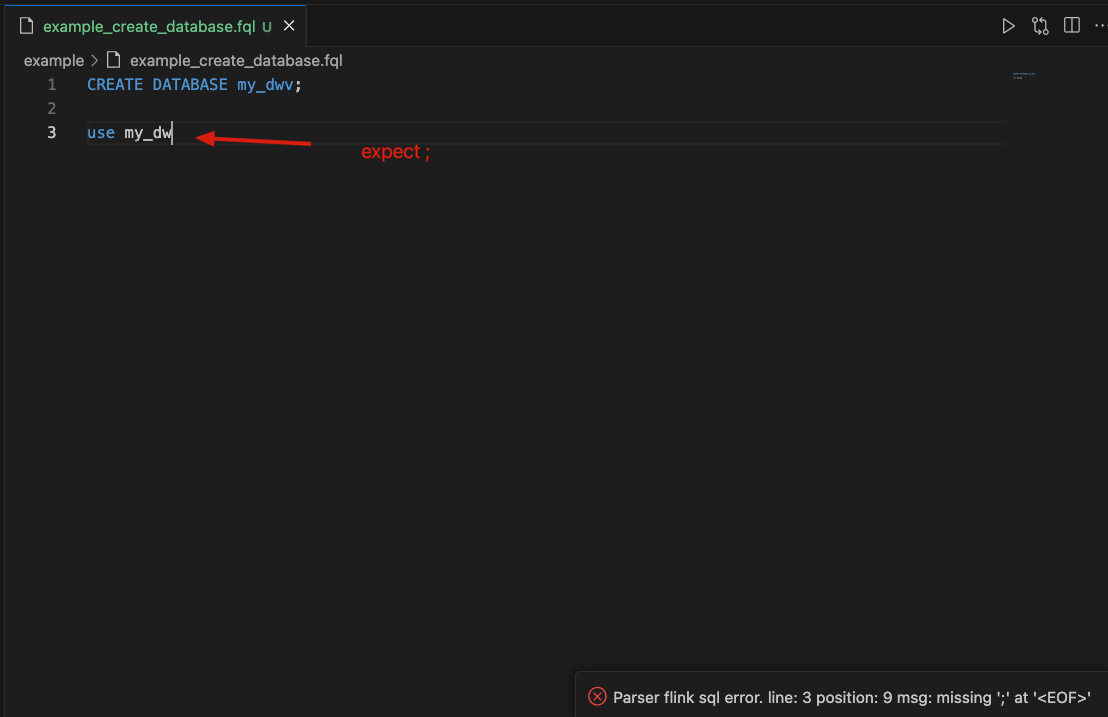 example_create_database.fql U
example > example_create_database.fql
1 CREATE DATABASE my_dwv;
2
3 use my_dw
expect ;
Parser flink sql error. line: 3 position: 9 msg: missing ';' at '<EOF>'